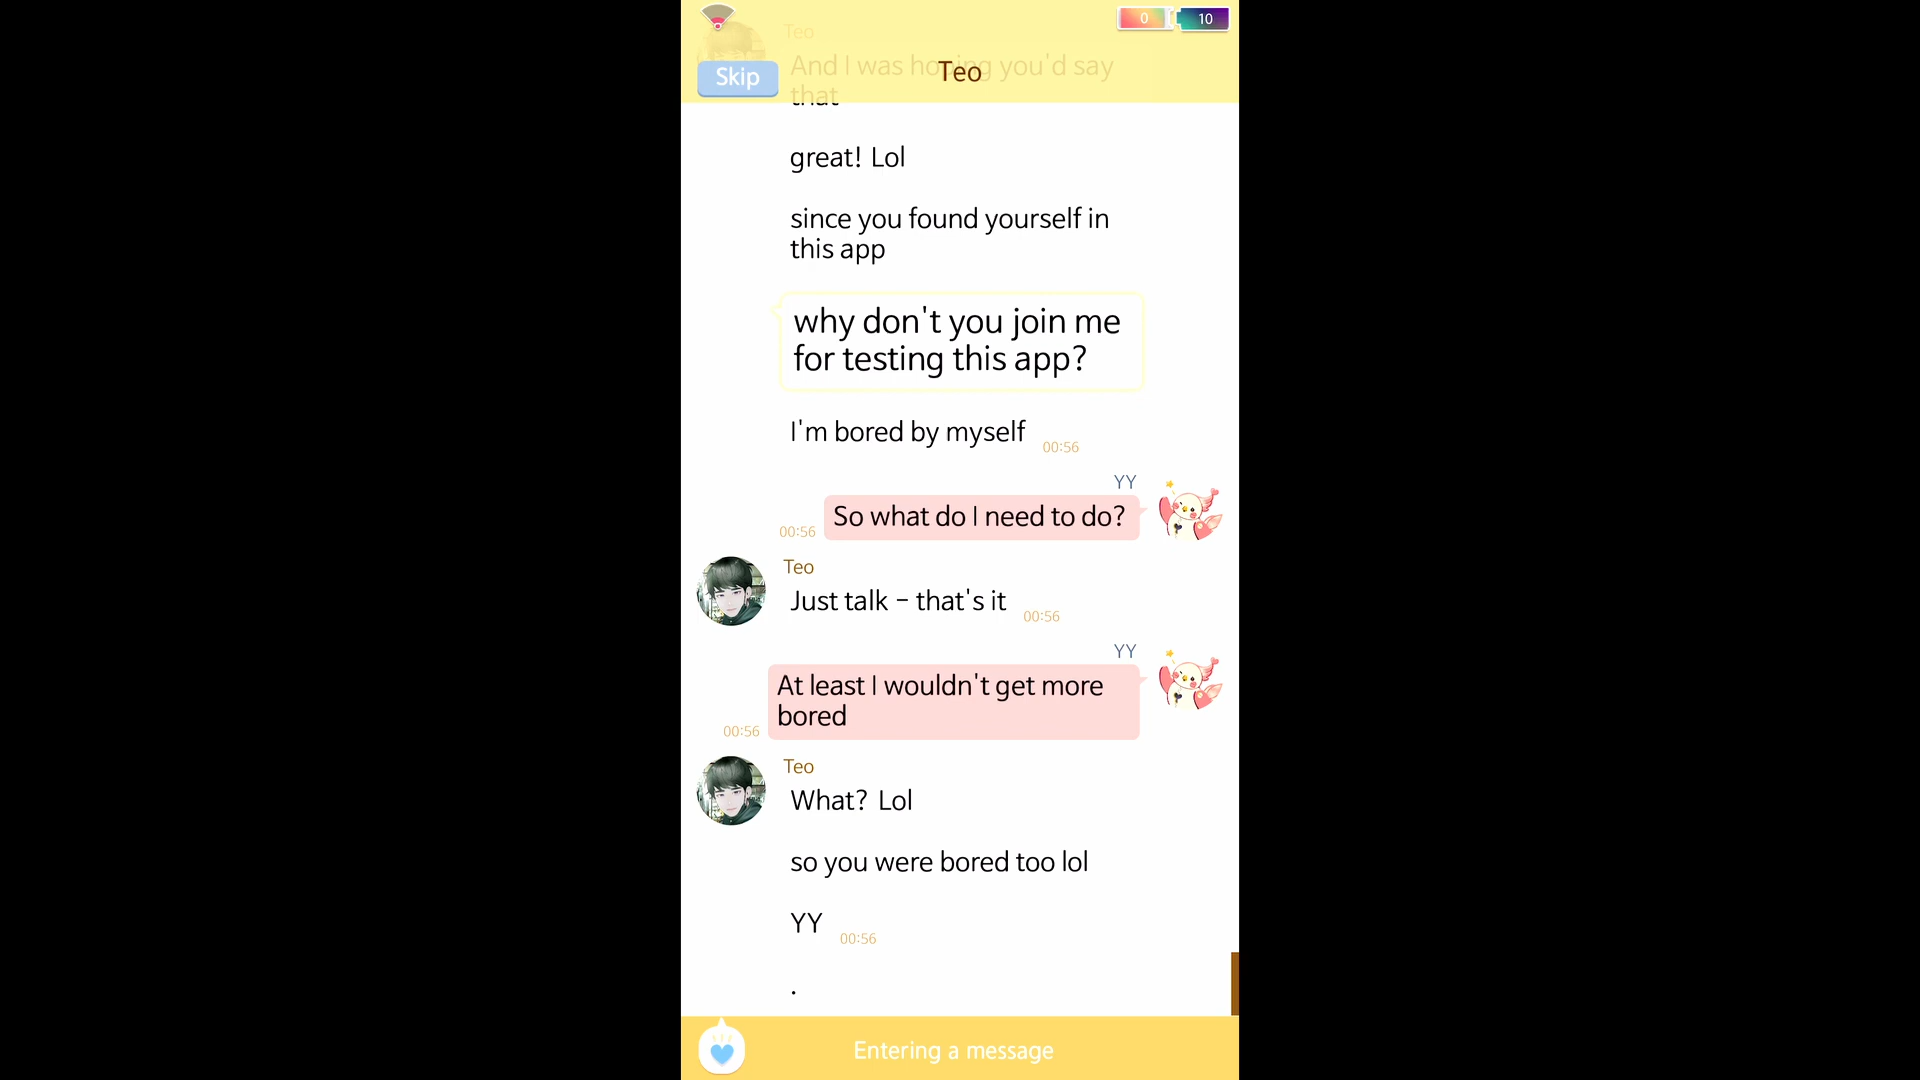 0
10
Teo
And I was hoping you'd say
that
Skip
Teo
great! Lol
since you found yourself in
this app
why don't you join me
for testing this app?
I'm bored by myself
00:56
YY
So what do I need to do?
00:56
Teo
Just talk - that's it
00:56
YY
At least I wouldn't get more
bored
00:56
Teo
What? Lol
so you were bored too lol
YY
00:56
.
Entering a message